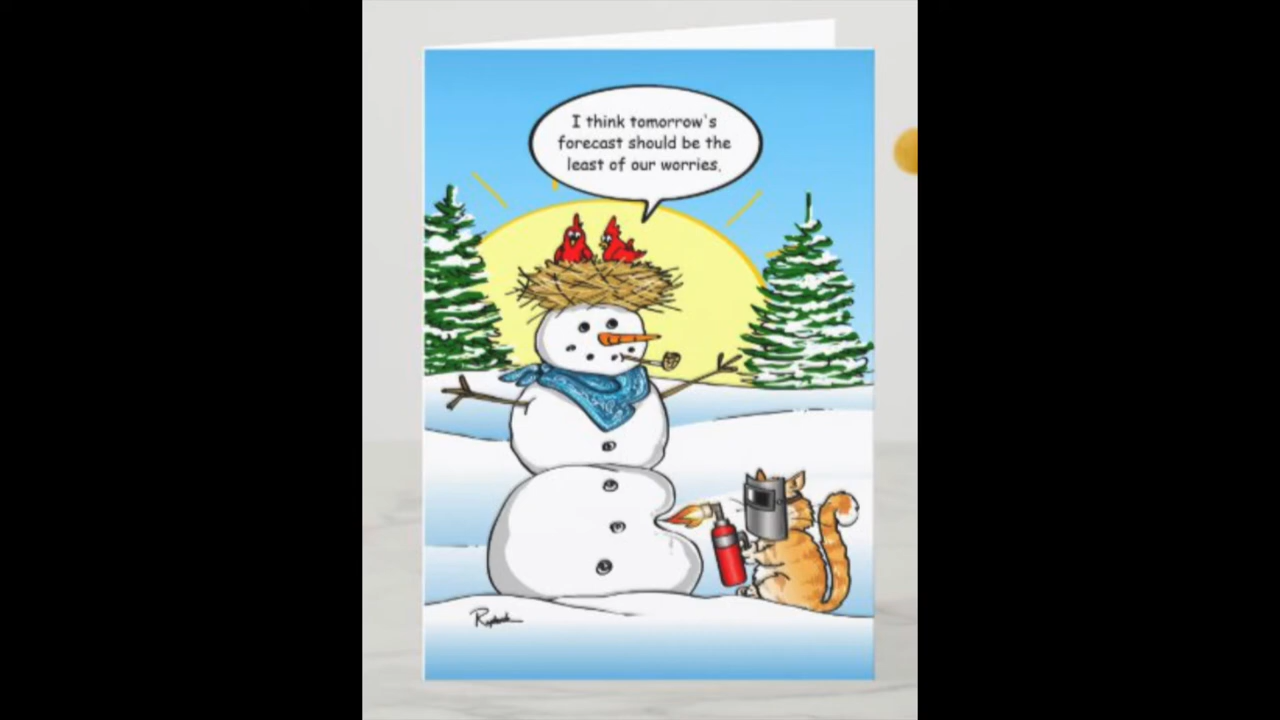 I think tomorrow's
forecast should be the
least of our worries.